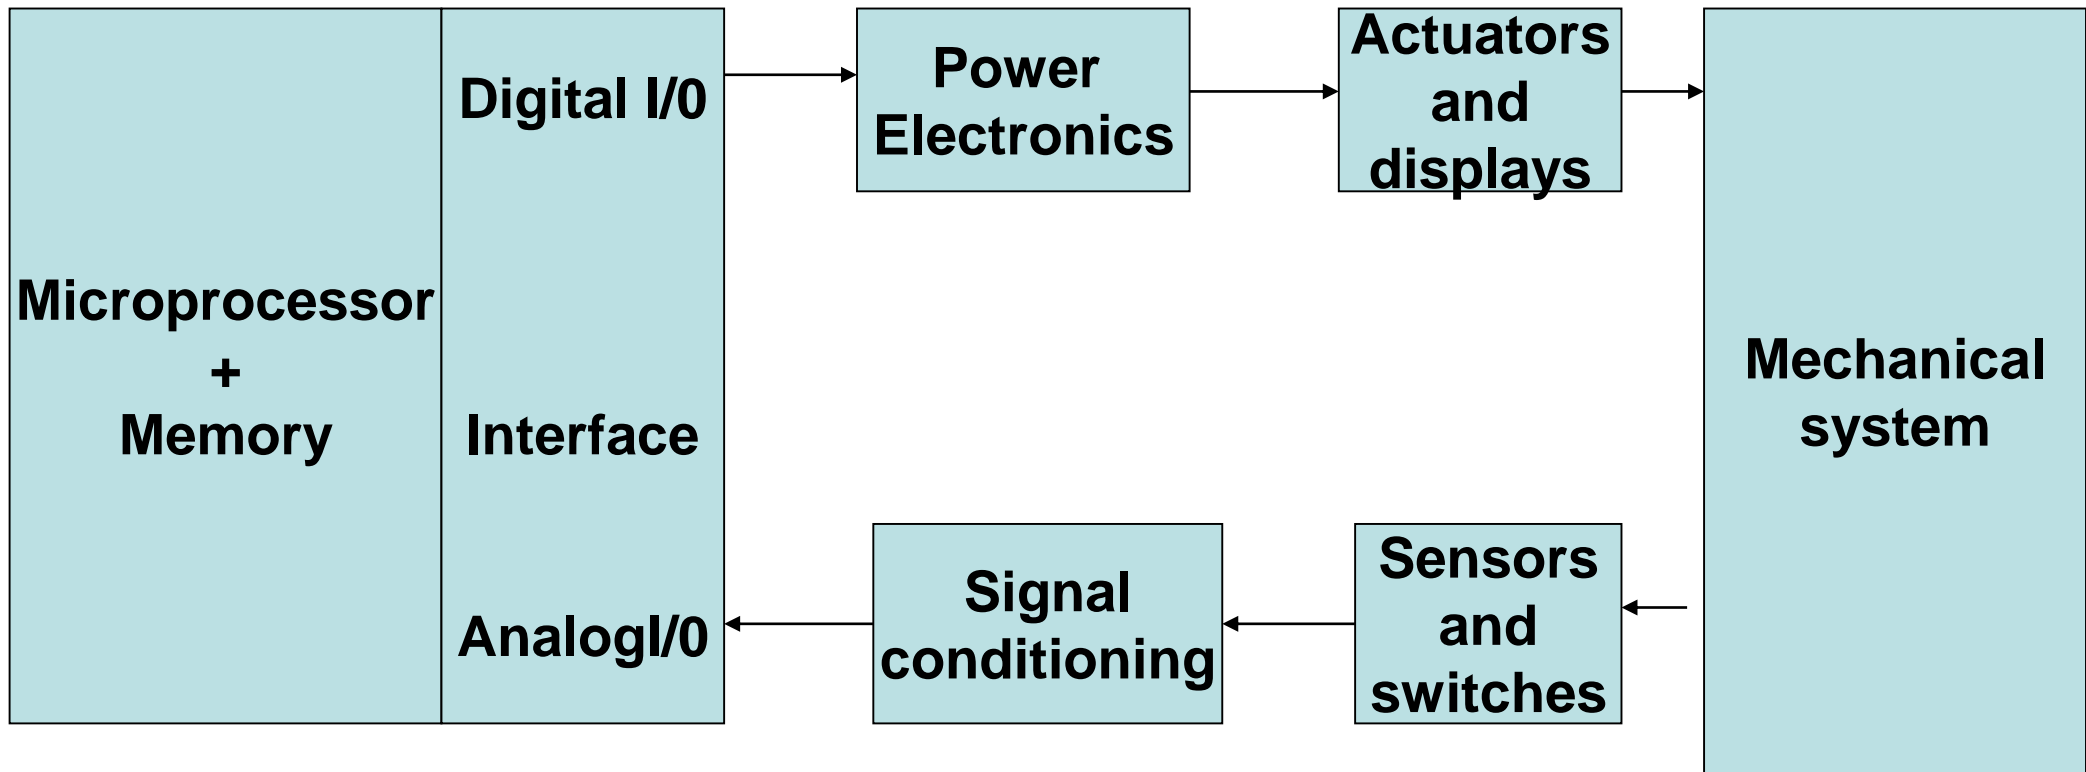 Microprocessor
+
Memory
Digital I/0
Interface
AnalogI/0
Power
Electronics
Actuators
and
displays
Signal
conditioning
Sensors
and
switches
Mechanical
system